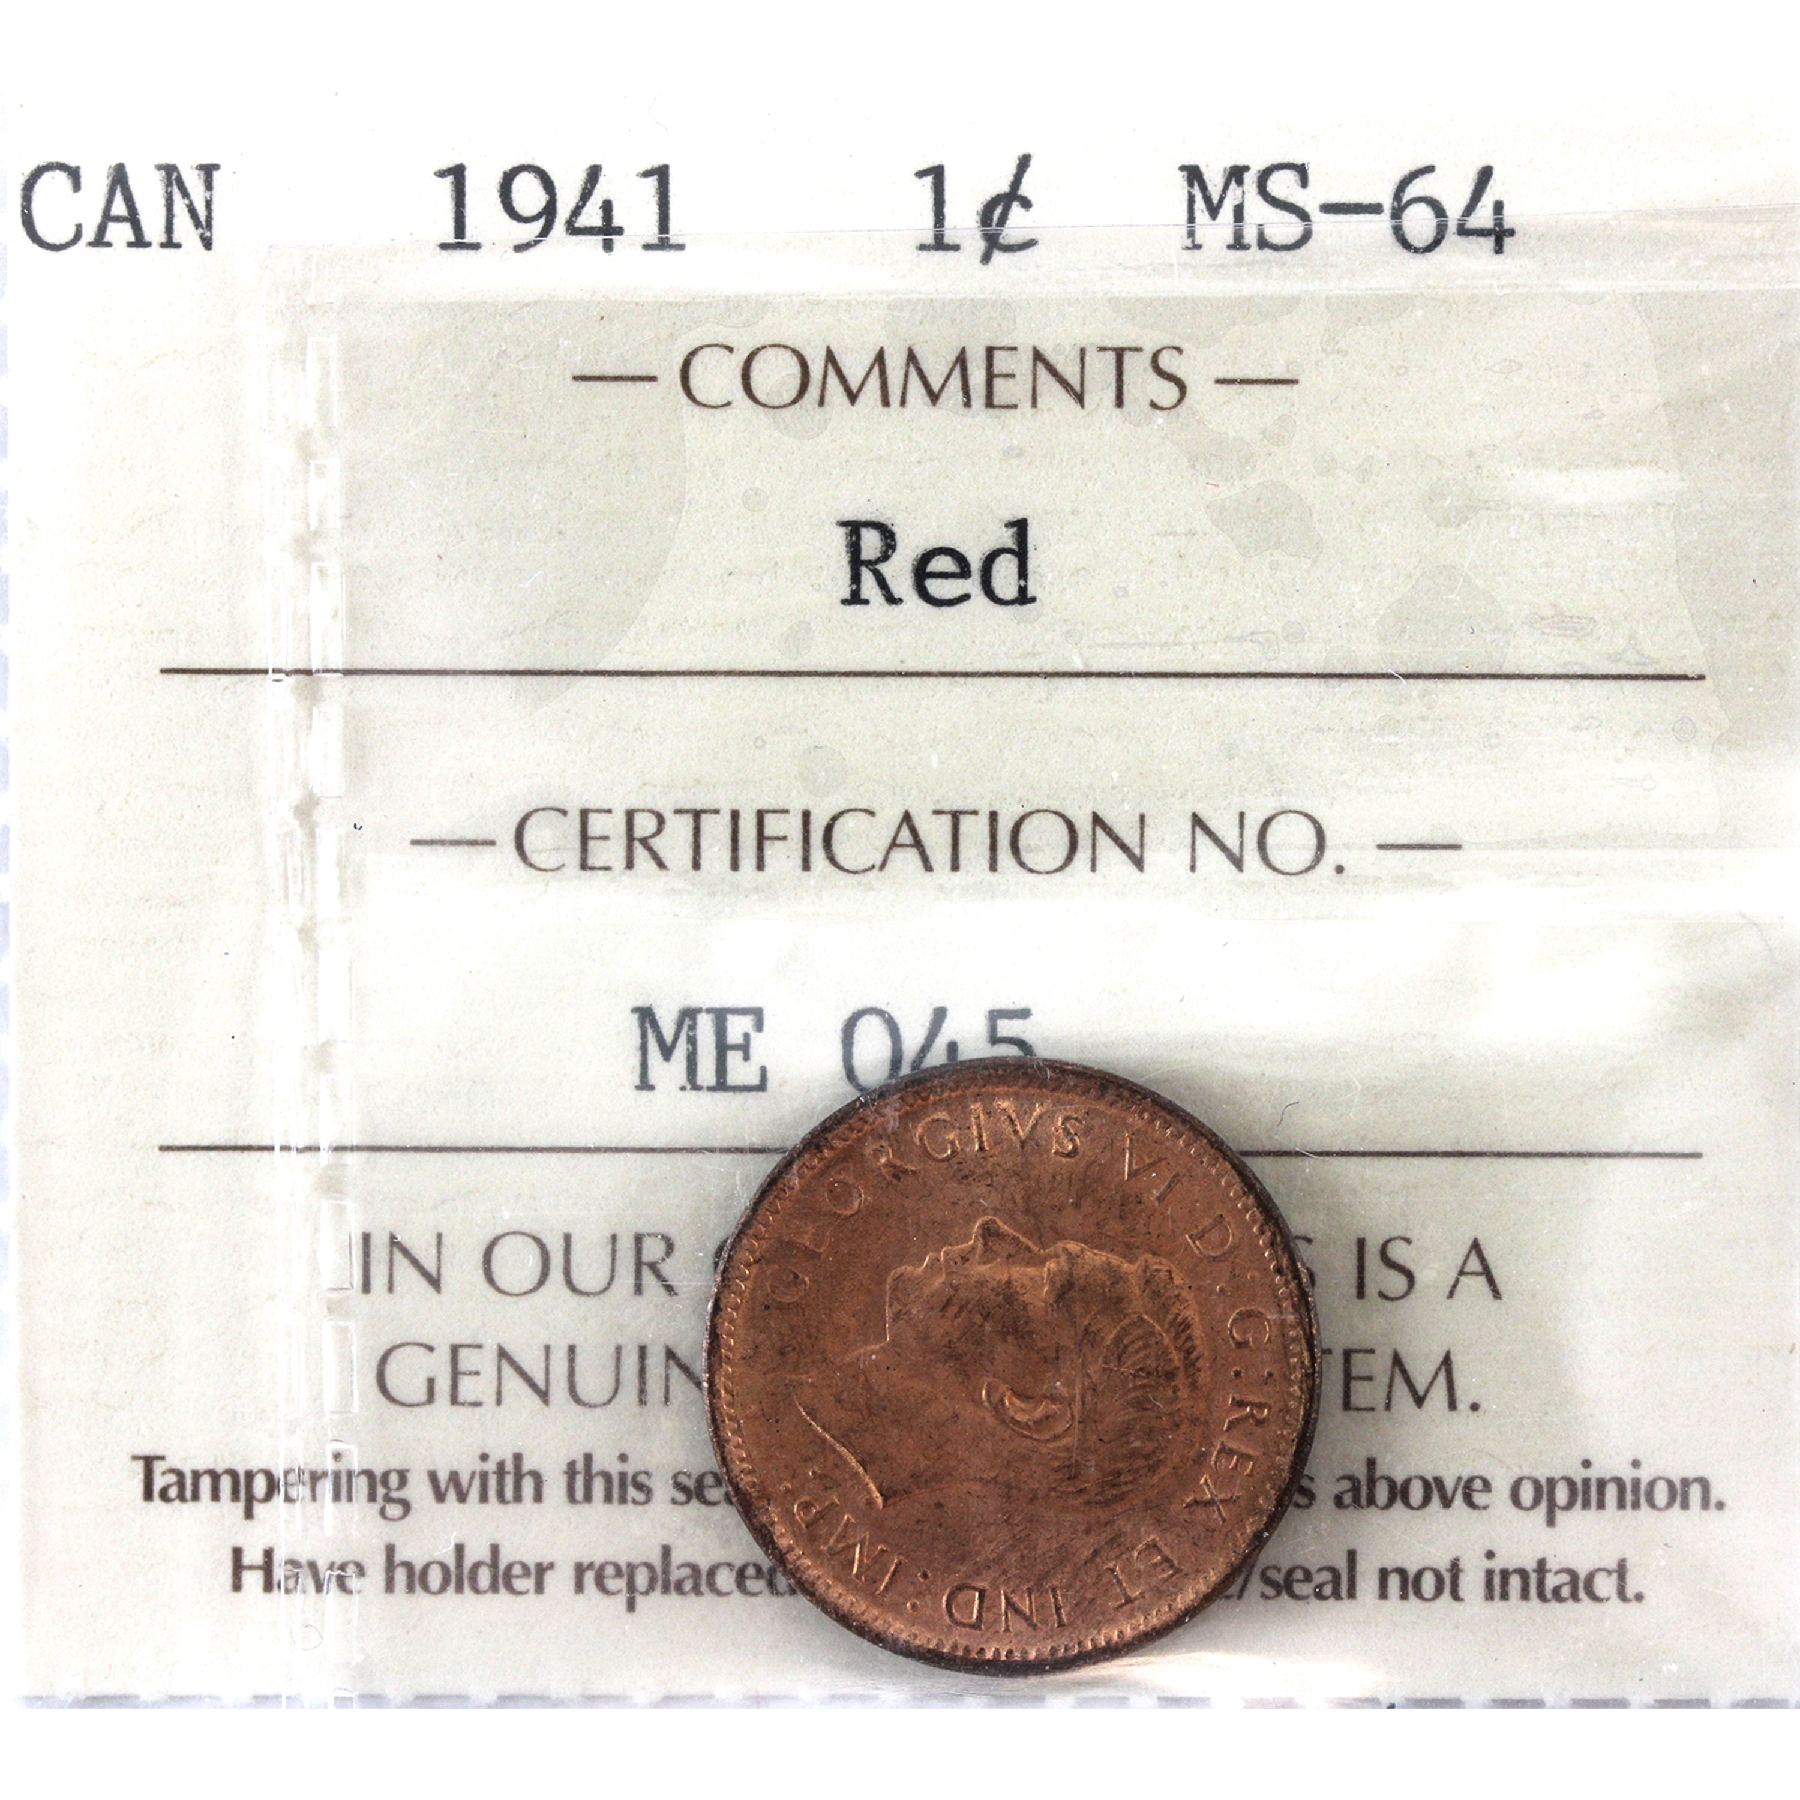 CAN 1941 1¢ MS-64
— COMMENTS —
Red
— CERTIFICATION NO. —
ME 045
IN OUR IS A
GENUIN TEM.
Tampering with this se s above opinion.
Have holder replaced /seal not intact.
GEORGIVS VI D:G:REX ET IND:IMP: